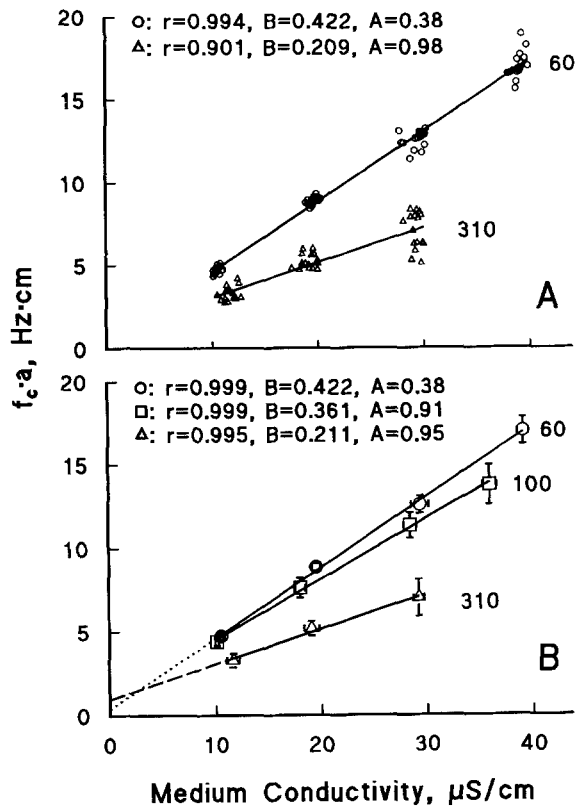 ○: r=0.994, B=0.422, A=0.38
△: r=0.901, B=0.209, A=0.98
20
15
10
5
0
60
310
A
f_c·a, Hz·cm
○: r=0.999, B=0.422, A=0.38
□: r=0.999, B=0.361, A=0.91
△: r=0.995, B=0.211, A=0.95
20
15
10
5
0
60
100
310
B
0 10 20 30 40
Medium Conductivity, μS/cm